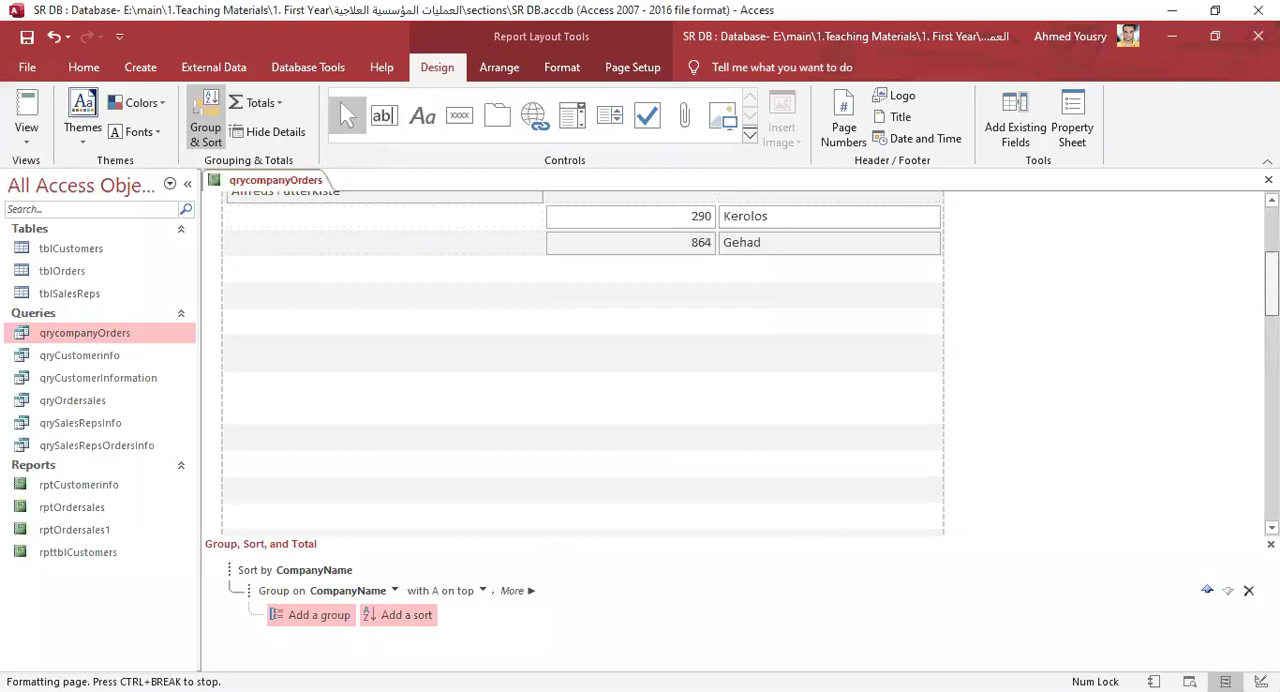 SR DB : Database- E:\main\1.Teaching Materials\1. First Year\العمليات المؤسسية العلاجية\sections\SR DB.accdb (Access 2007 - 2016 file format) - Access
Report Layout Tools
SR DB : Database- E:\main\1.Teaching Materials\1. First Year\العمـ...
Ahmed Yousry
File
Home
Create
External Data
Database Tools
Help
Design
Arrange
Format
Page Setup
Tell me what you want to do
View
Views
Themes
Colors
Fonts
Themes
Group & Sort
Totals
Hide Details
Grouping & Totals
Controls
Insert Image
Page Numbers
Logo
Title
Date and Time
Header / Footer
Add Existing Fields
Property Sheet
Tools
All Access Obje...
Search...
Tables
tblCustomers
tblOrders
tblSalesReps
Queries
qrycompanyOrders
qryCustomerinfo
qryCustomerInformation
qryOrdersales
qrySalesRepsInfo
qrySalesRepsOrdersInfo
Reports
rptCustomerinfo
rptOrdersales
rptOrdersales1
rpttblCustomers
qrycompanyOrders
Alfreds Futterkiste
290 Kerolos
864 Gehad
Group, Sort, and Total
Sort by CompanyName
Group on CompanyName with A on top , More
Add a group Add a sort
Formatting page. Press CTRL+BREAK to stop.
Num Lock